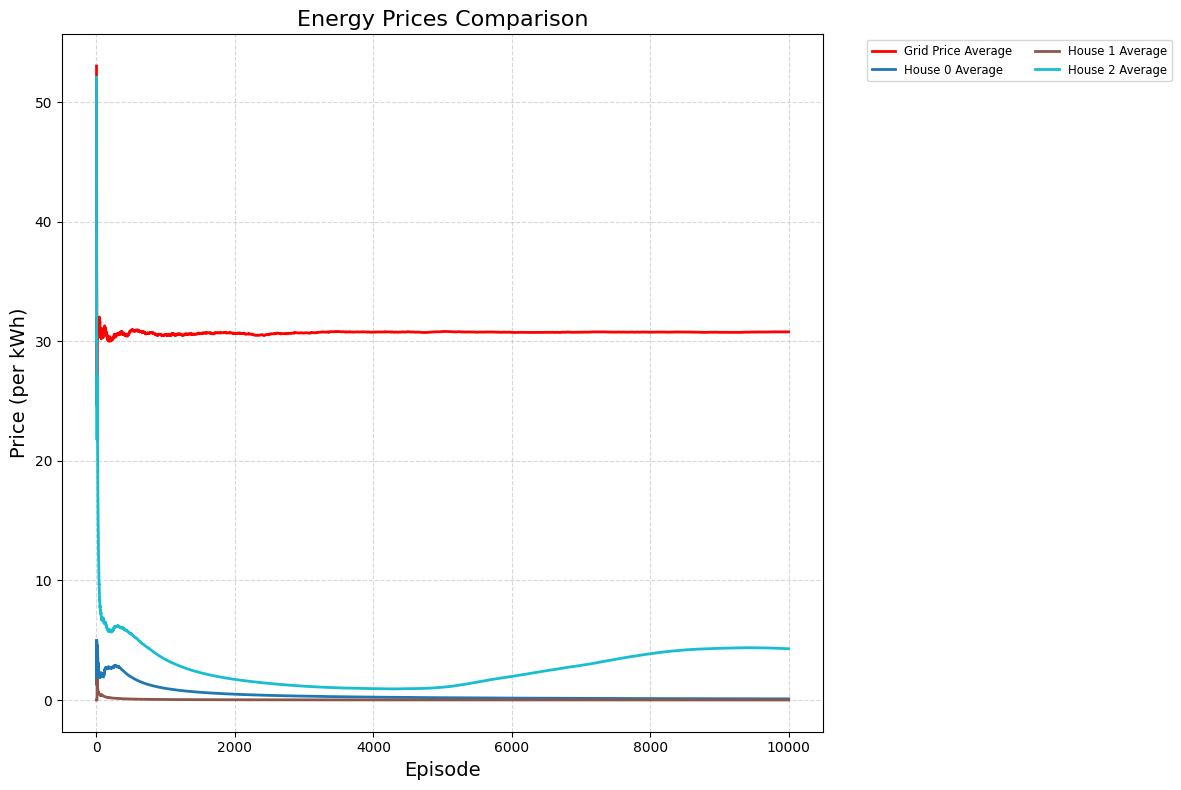 Energy Prices Comparison
Grid Price Average
House 0 Average
House 1 Average
House 2 Average
Price (per kWh)
50
40
30
20
10
0
0
2000
4000
6000
8000
10000
Episode